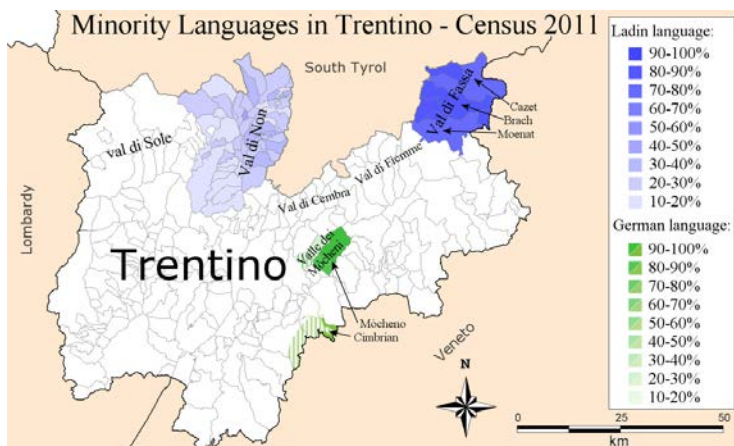 Minority Languages in Trentino - Census 2011
South Tyrol
Lombardy
Veneto
Trentino
val di Sole
Val di Non
Val di Fassa
Cazet
Brach
Moenat
Val di Fiemme
Val di Cembra
Valle dei
Mòcheni
Mócheno
Cimbrian
Ladin language:
90-100%
80-90%
70-80%
60-70%
50-60%
40-50%
30-40%
20-30%
10-20%
German language:
90-100%
80-90%
70-80%
60-70%
50-60%
40-50%
30-40%
20-30%
10-20%
N
0 25 50
km